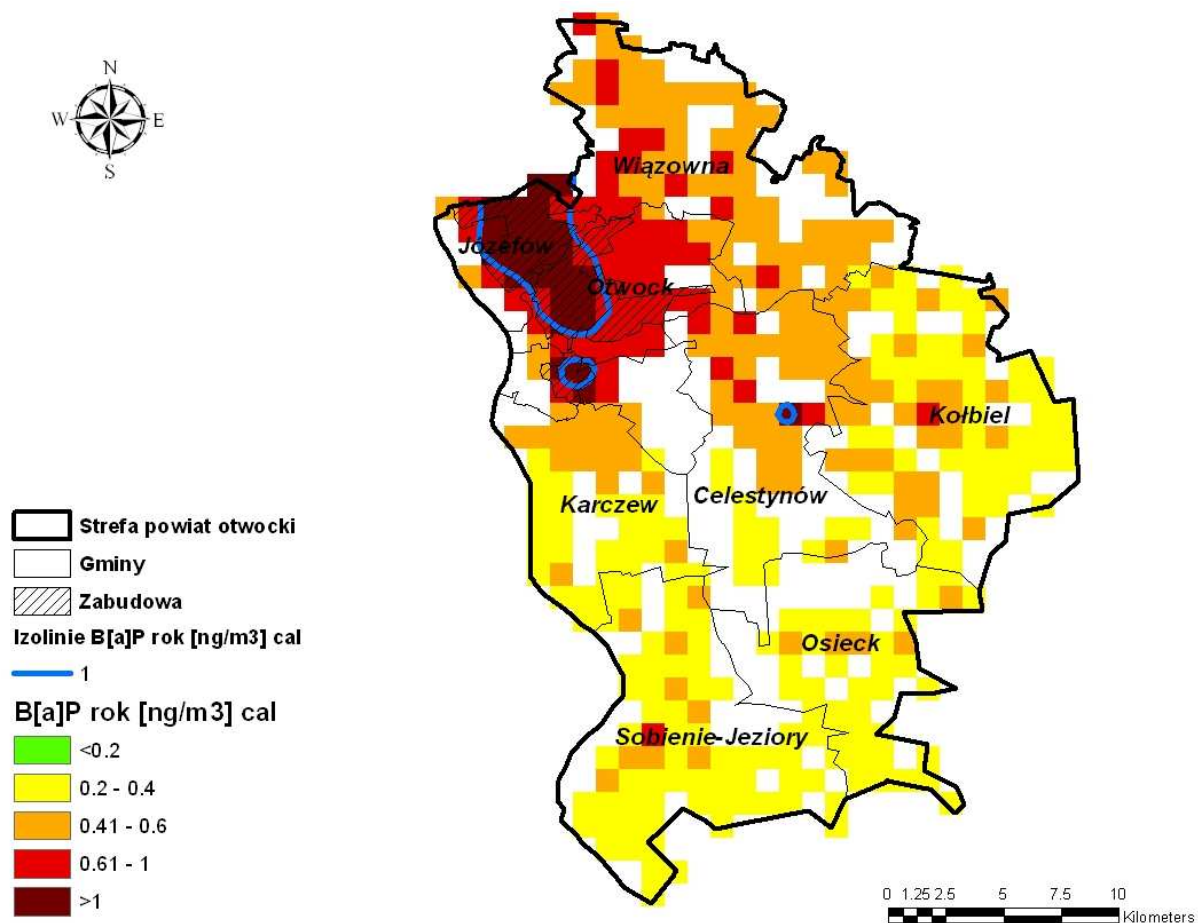 N
W E
S
Wiązowna
Józefów
Otwock
Kołbiel
Karczew
Celestynów
Osieck
Sobienie-Jeziory
Strefa powiat otwocki
Gminy
Zabudowa
Izolinie B[a]P rok [ng/m3] cal
1
B[a]P rok [ng/m3] cal
<0.2
0.2 - 0.4
0.41 - 0.6
0.61 - 1
>1
0 1.25 2.5 5 7.5 10
Kilometers